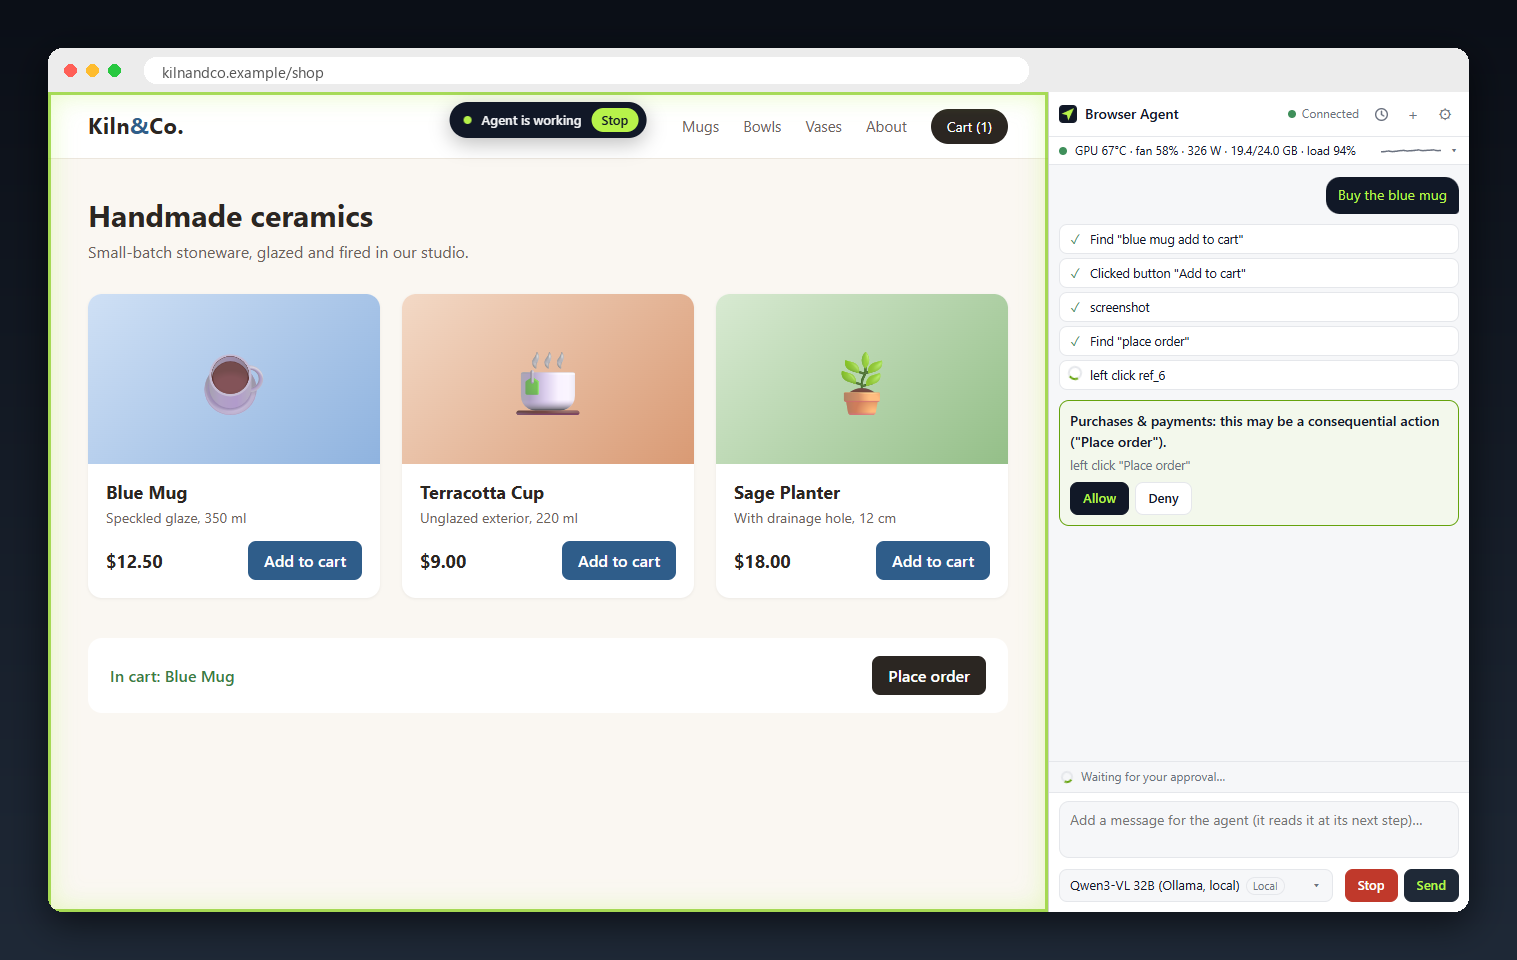 kilnandco.example/shop
Kiln&Co.
Agent is working
Stop
Mugs
Bowls
Vases
About
Cart (1)
Handmade ceramics
Small-batch stoneware, glazed and fired in our studio.
Blue Mug
Speckled glaze, 350 ml
$12.50
Add to cart
Terracotta Cup
Unglazed exterior, 220 ml
$9.00
Add to cart
Sage Planter
With drainage hole, 12 cm
$18.00
Add to cart
In cart: Blue Mug
Place order
Browser Agent
Connected
GPU 67°C · fan 58% · 326 W · 19.4/24.0 GB · load 94%
Buy the blue mug
Find "blue mug add to cart"
Clicked button "Add to cart"
screenshot
Find "place order"
left click ref_6
Purchases & payments: this may be a consequential action
("Place order").
left click "Place order"
Allow
Deny
Waiting for your approval...
Add a message for the agent (it reads it at its next step)...
Qwen3-VL 32B (Ollama, local)
Local
Stop
Send